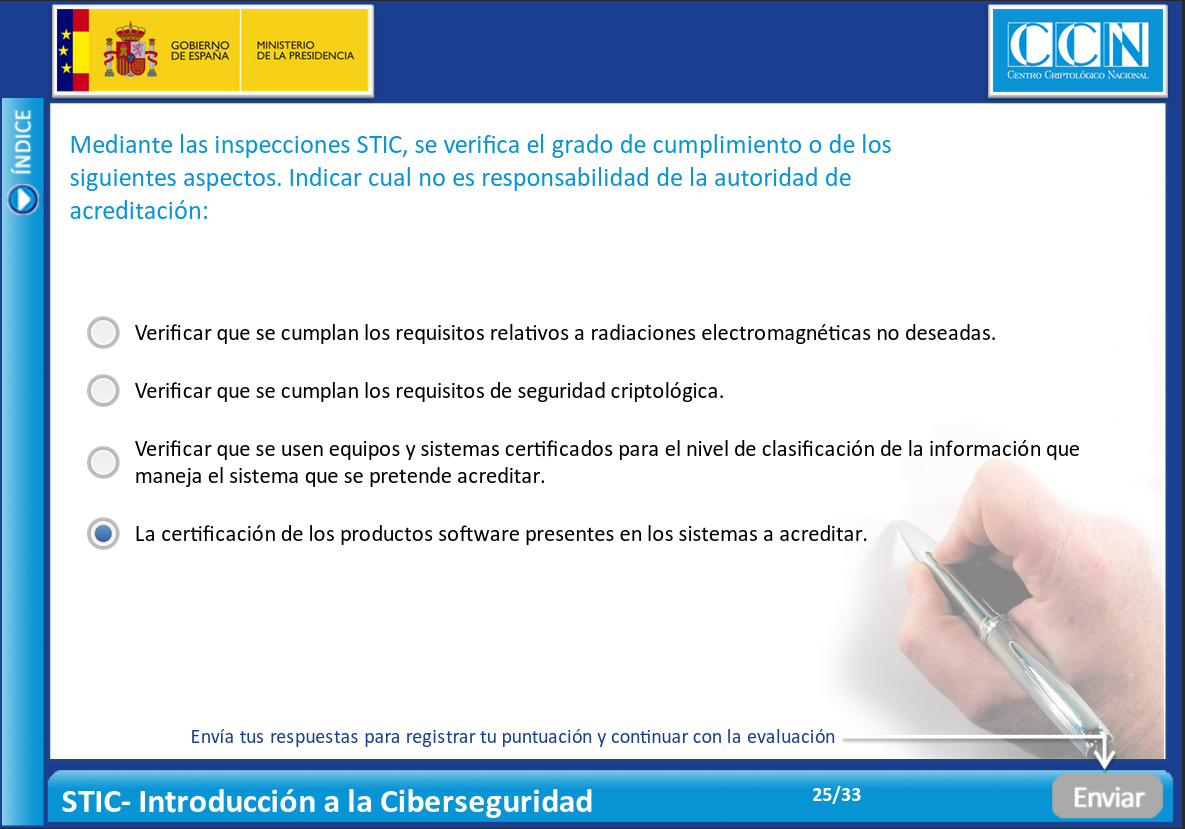 GOBIERNO
DE ESPAÑA
MINISTERIO
DE LA PRESIDENCIA
CCN
CENTRO CRIPTOLÓGICO NACIONAL
ÍNDICE
Mediante las inspecciones STIC, se verifica el grado de cumplimiento o de los
siguientes aspectos. Indicar cual no es responsabilidad de la autoridad de
acreditación:
Verificar que se cumplan los requisitos relativos a radiaciones electromagnéticas no deseadas.
Verificar que se cumplan los requisitos de seguridad criptológica.
Verificar que se usen equipos y sistemas certificados para el nivel de clasificación de la información que
maneja el sistema que se pretende acreditar.
La certificación de los productos software presentes en los sistemas a acreditar.
Envía tus respuestas para registrar tu puntuación y continuar con la evaluación
STIC- Introducción a la Ciberseguridad
25/33
Enviar